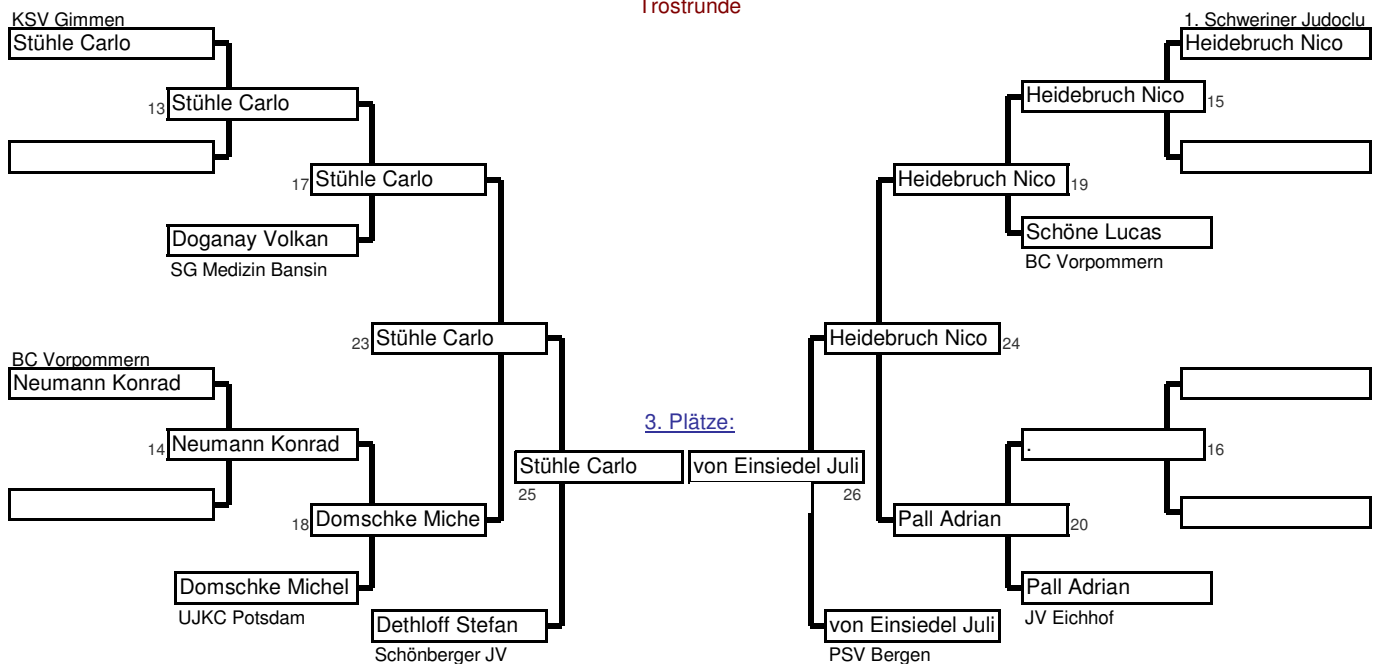 Trostrunde
KSV Gimmen
Stühle Carlo
1. Schweriner Judoclu
Heidebruch Nico
13 Stühle Carlo
Heidebruch Nico 15
17 Stühle Carlo
Heidebruch Nico 19
Doganay Volkan
SG Medizin Bansin
Schöne Lucas
BC Vorpommern
23 Stühle Carlo
Heidebruch Nico 24
BC Vorpommern
Neumann Konrad
3. Plätze:
14 Neumann Konrad
. 16
Stühle Carlo
25
von Einsiedel Juli
26
18 Domschke Miche
Pall Adrian 20
Domschke Michel
UJKC Potsdam
Pall Adrian
JV Eichhof
Dethloff Stefan
Schönberger JV
von Einsiedel Juli
PSV Bergen